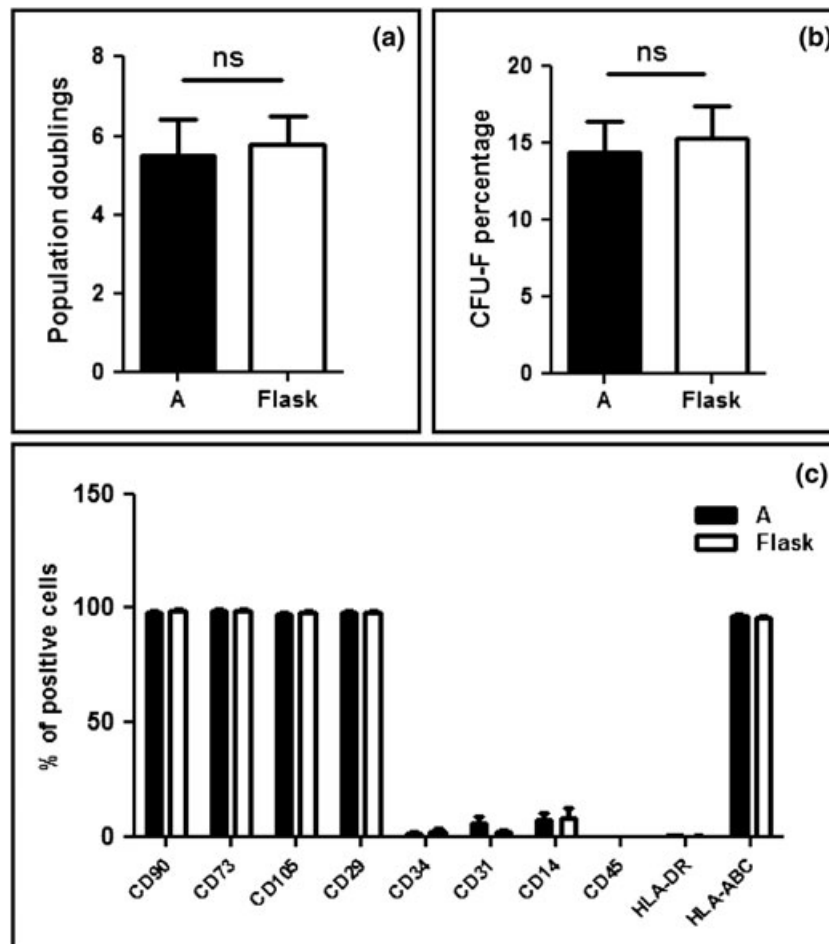 (a)
ns
Population doublings
8
6
4
2
0
A
Flask
(b)
ns
CFU-F percentage
20
15
10
5
0
A
Flask
(c)
A
Flask
% of positive cells
150
100
50
0
CD90
CD73
CD105
CD29
CD34
CD31
CD14
CD45
HLA-DR
HLA-ABC